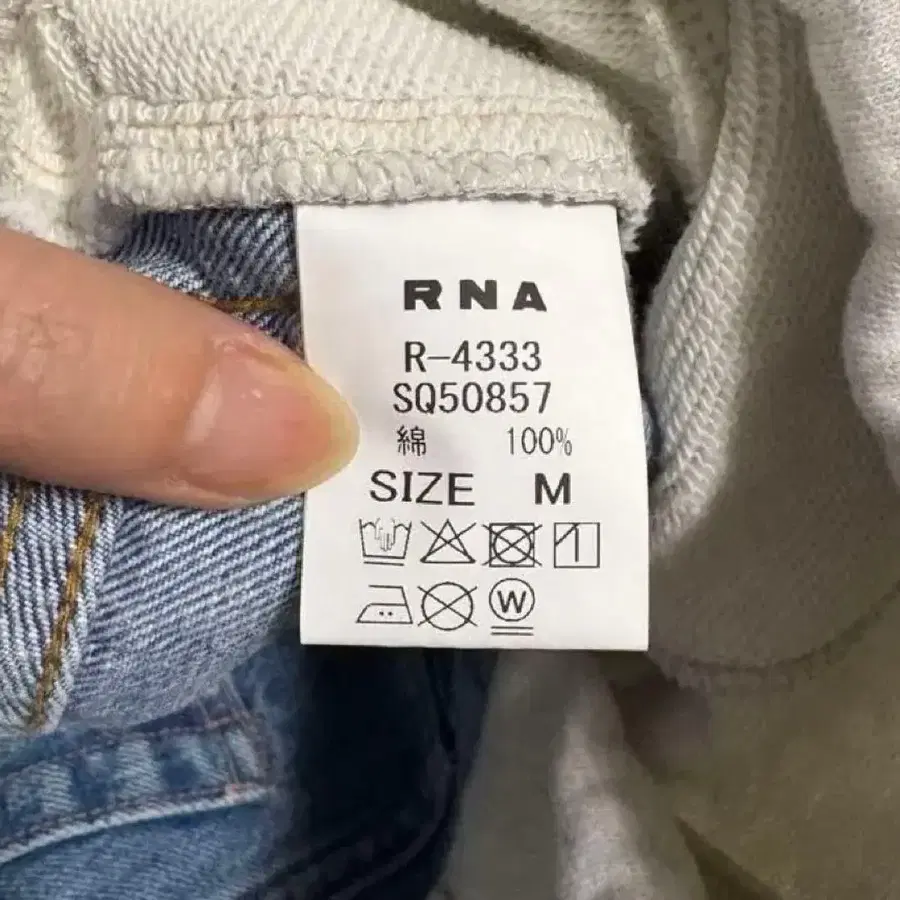 RNA
R-4333
SQ50857
綿 100%
SIZE M
W